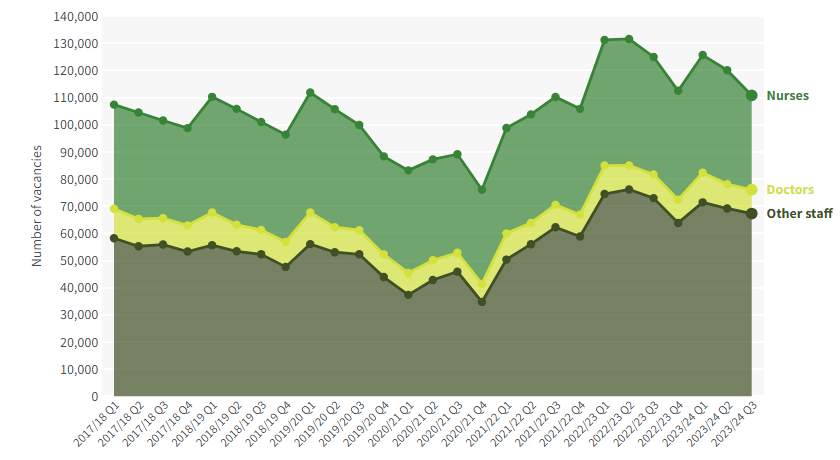 140,000
130,000
120,000
110,000
100,000
90,000
80,000
70,000
60,000
50,000
40,000
30,000
20,000
10,000
0
Number of vacancies
Nurses
Doctors
Other staff
2017/18 Q1
2017/18 Q2
2017/18 Q3
2017/18 Q4
2018/19 Q1
2018/19 Q2
2018/19 Q3
2018/19 Q4
2019/20 Q1
2019/20 Q2
2019/20 Q3
2019/20 Q4
2020/21 Q1
2020/21 Q2
2020/21 Q3
2020/21 Q4
2021/22 Q1
2021/22 Q2
2021/22 Q3
2021/22 Q4
2022/23 Q1
2022/23 Q2
2022/23 Q3
2022/23 Q4
2023/24 Q1
2023/24 Q2
2023/24 Q3